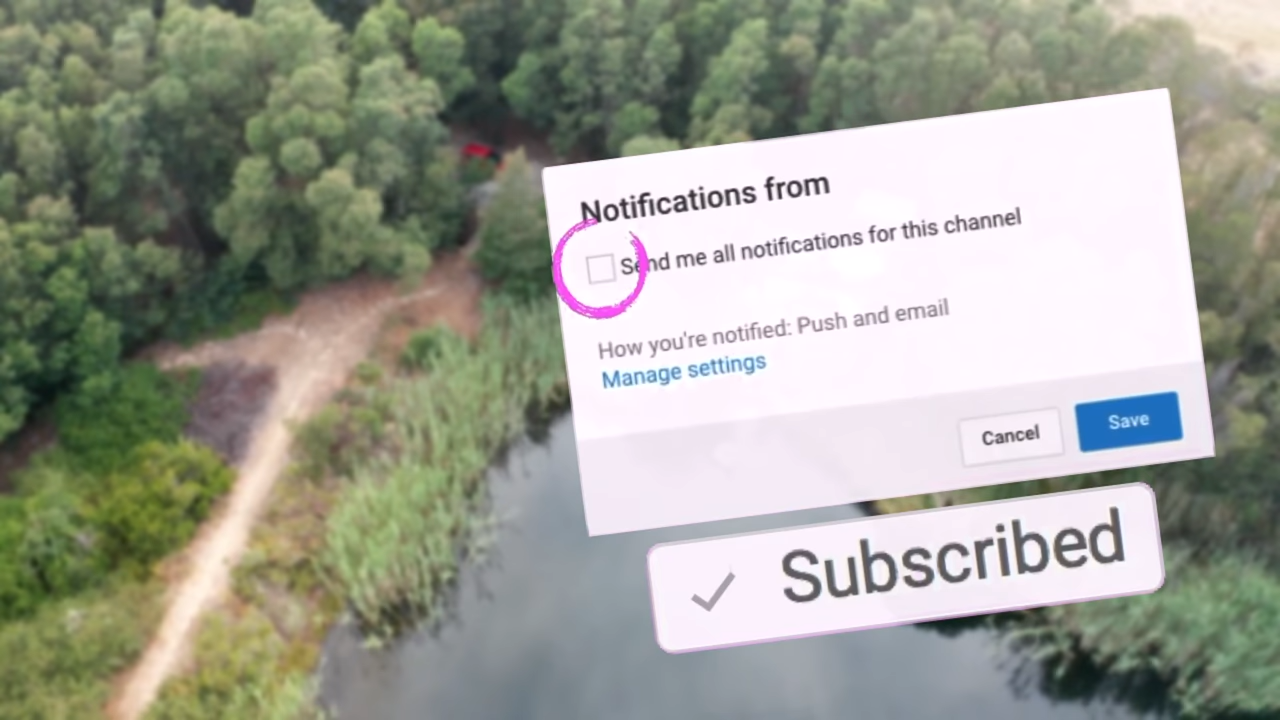 Notifications from
Send me all notifications for this channel
How you're notified: Push and email
Manage settings
Cancel
Save
Subscribed